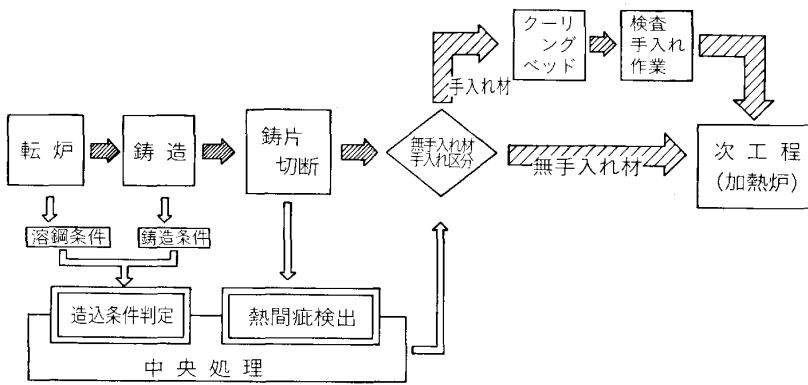 クーリ
ング
ベッド
検査
手入れ
作業
手入れ材
転炉
鋳造
鋳片
切断
無手入れ材
手入れ区分
無手入れ材
次工程
(加熱炉)
溶鋼条件
鋳造条件
造込条件判定
熱間疵検出
中央処理